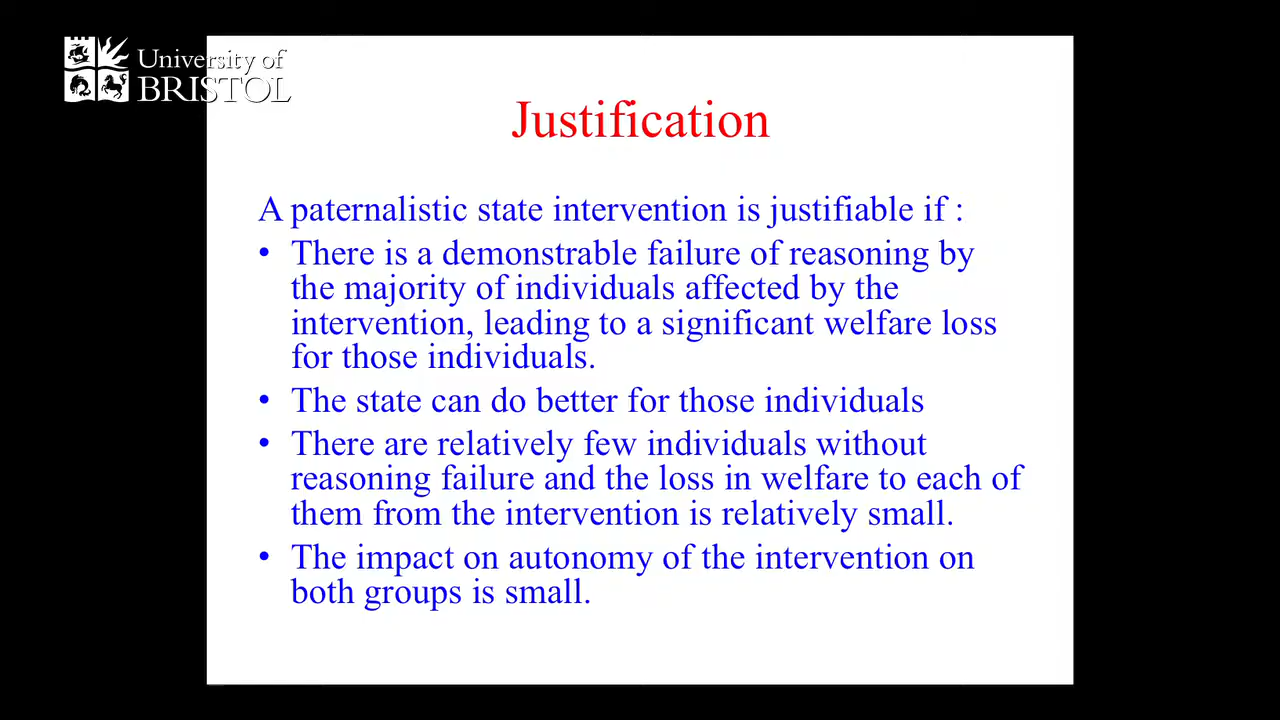 University of
BRISTOL
Justification
A paternalistic state intervention is justifiable if :
• There is a demonstrable failure of reasoning by
the majority of individuals affected by the
intervention, leading to a significant welfare loss
for those individuals.
• The state can do better for those individuals
• There are relatively few individuals without
reasoning failure and the loss in welfare to each of
them from the intervention is relatively small.
• The impact on autonomy of the intervention on
both groups is small.